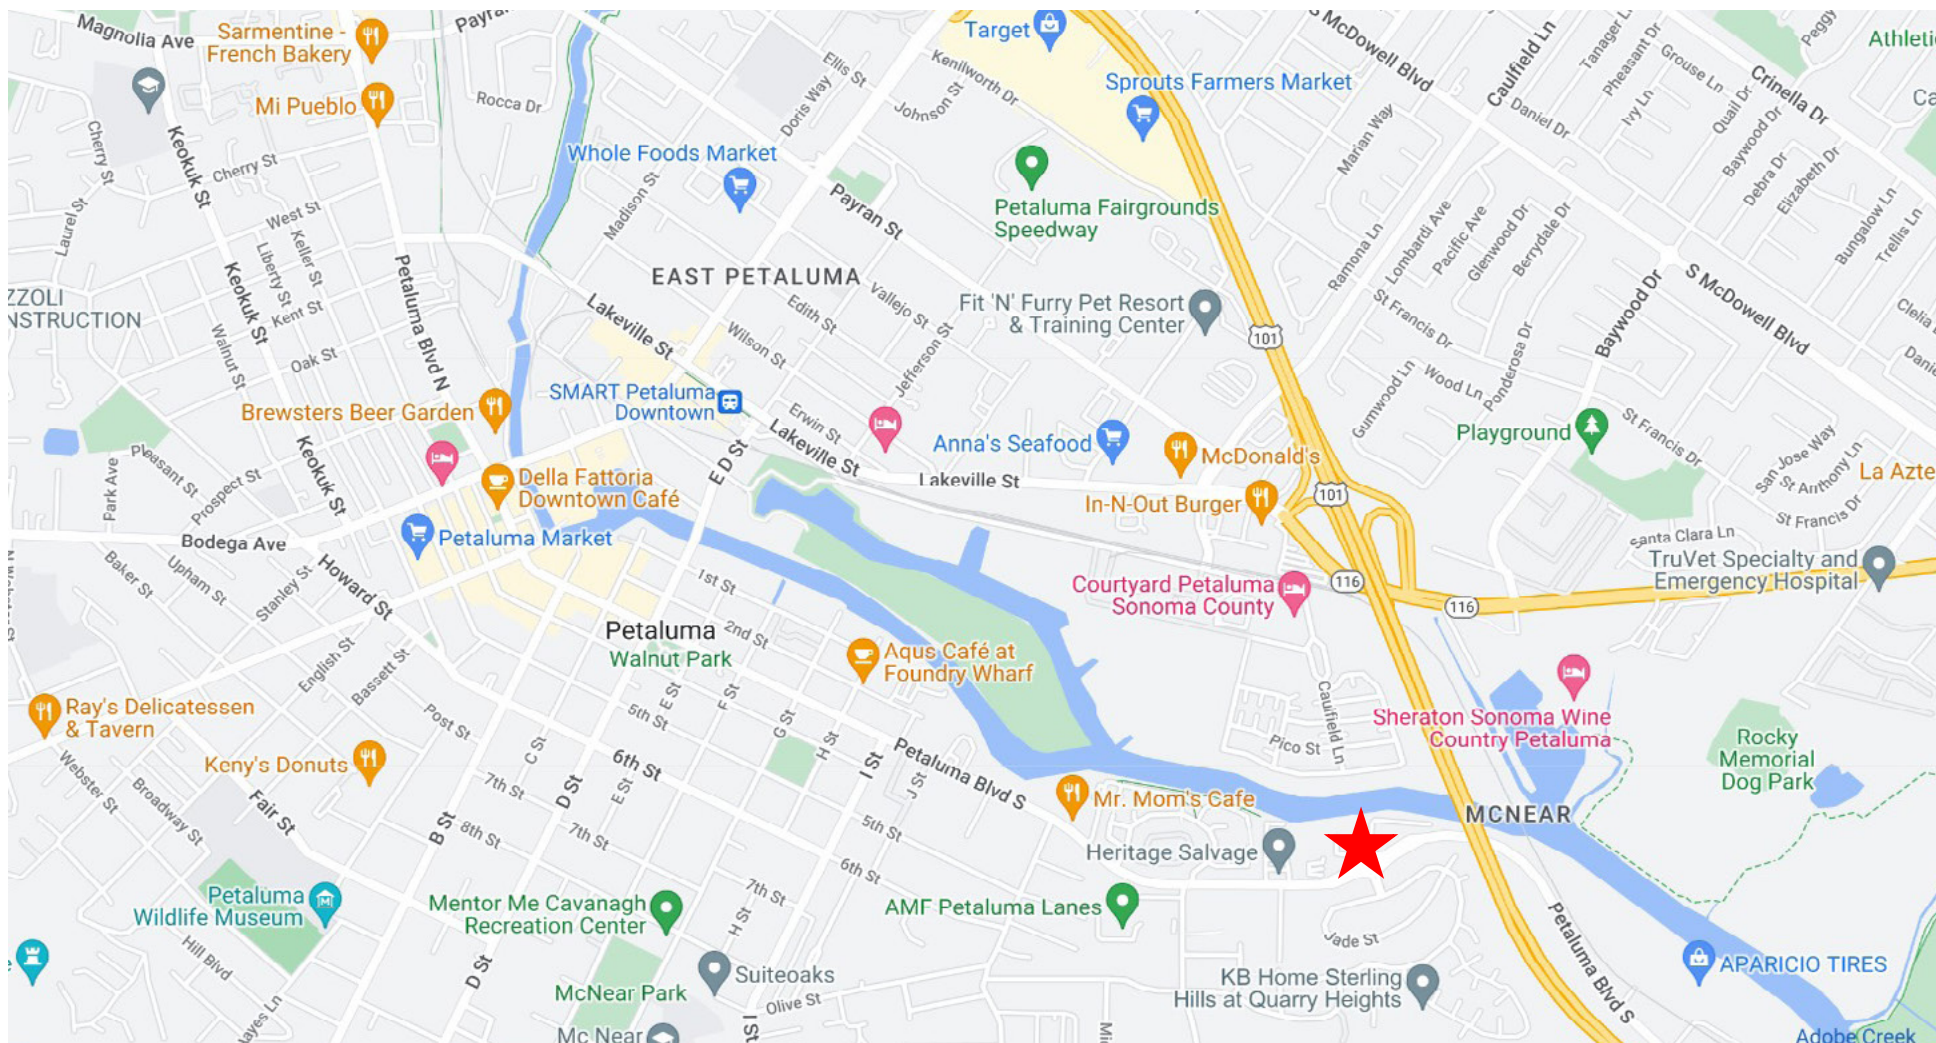 Magnolia Ave
Payran
Sarmentine -
French Bakery
Mi Pueblo
Rocca Dr
Target
Kenilworth Dr
Ellis St
Johnson St
Doris Way
Sprouts Farmers Market
S McDowell Blvd
Caulfield Ln
Daniel Dr
Tanager Ln
Pheasant Dr
Grouse Ln
Ivy Ln
Quail Dr
Crinella Dr
Peggy
Athleti
Ca
Baywood Dr
Debra Dr
Elizabeth Dr
Bungalow Ln
Trellis Ln
Marian Way
Cherry St
Cherry St
Keokuk St
Laurel St
West St
Keller St
Liberty St
Kent St
Whole Foods Market
Madison St
Payran St
Petaluma Fairgrounds
Speedway
EAST PETALUMA
Vallejo St
Edith St
Wilson St
Jefferson St
Fit 'N' Furry Pet Resort
& Training Center
101
Ramona Ln
Lombardi Ave
Pacific Ave
Glenwood Dr
Berrydale Dr
St Francis Dr
Baywood Dr
S McDowell Blvd
Clelia
Danie
ZZOLI
NSTRUCTION
Keokuk St
Walnut St
Oak St
Petaluma Blvd N
Lakeville St
Wood Ln
Ponderosa Dr
Gumwood Ln
Brewsters Beer Garden
SMART Petaluma
Downtown
Erwin St
Lakeville St
E D St
Anna's Seafood
McDonald's
Lakeville St
In-N-Out Burger
101
Playground
St Francis Dr
San Jose Way
St Anthony Ln
St Francis Dr
La Azte
Santa Clara Ln
Pleasant St
Park Ave
Prospect St
Keokuk St
Della Fattoria
Downtown Café
Petaluma Market
Bodega Ave
Howard St
Baker St
Upham St
Stanley St
1st St
2nd St
Courtyard Petaluma
Sonoma County
116
116
TruVet Specialty and
Emergency Hospital
Petaluma
Walnut Park
Aqus Café at
Foundry Wharf
English St
Bassett St
Post St
E St
F St
G St
H St
I St
J St
5th St
6th St
Petaluma Blvd S
Caulfield Ln
Pico St
Sheraton Sonoma Wine
Country Petaluma
Rocky
Memorial
Dog Park
Ray's Delicatessen
& Tavern
Keny's Donuts
Webster St
Broadway St
Fair St
B St
C St
D St
E St
7th St
8th St
7th St
Mr. Mom's Cafe
MCNEAR
Heritage Salvage
5th St
6th St
7th St
H St
Petaluma
Wildlife Museum
Mentor Me Cavanagh
Recreation Center
AMF Petaluma Lanes
Jade St
Petaluma Blvd S
Hill Blvd
Hayes Ln
D St
McNear Park
Suiteoaks
Olive St
I St
Mc Near
KB Home Sterling
Hills at Quarry Heights
APARICIO TIRES
Adobe Creek